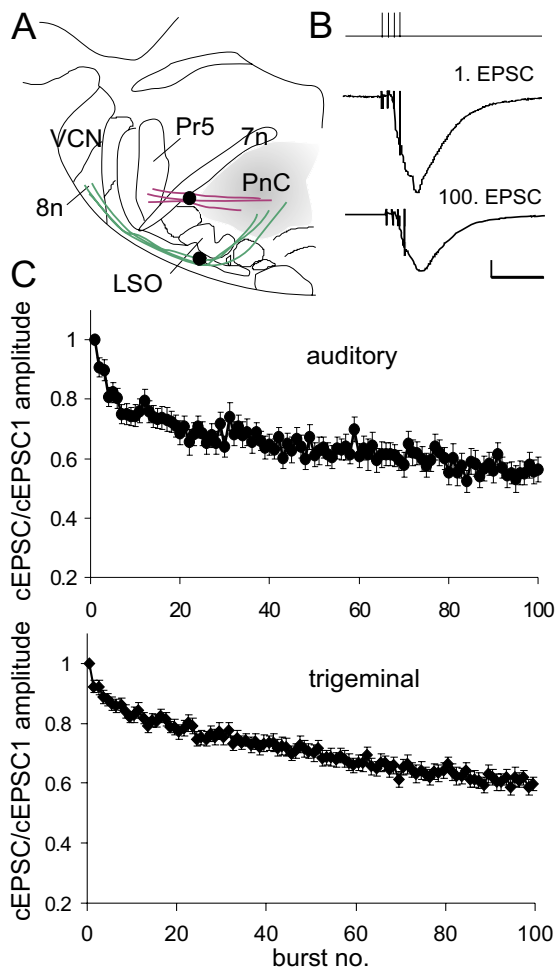 A
VCN
Pr5
7n
PnC
8n
LSO
B
1. EPSC
100. EPSC
C
cEPSC/cEPSC1 amplitude
1
0.8
0.6
0.4
0.2
auditory
0 20 40 60 80 100
cEPSC/cEPSC1 amplitude
1
0.8
0.6
0.4
0.2
trigeminal
0 20 40 60 80 100
burst no.